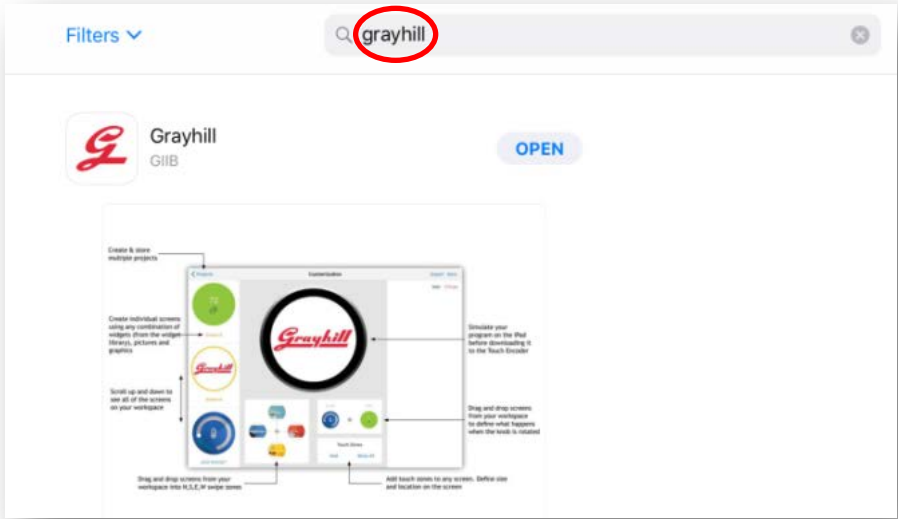 Filters
grayhill
Grayhill
GIIB
OPEN
Create & store
multiple projects
Projects
Customization
Create individual screens
using any combination of
widgets (from the widget
library), pictures and
graphics
Grayhill
Simulate your
program on the iPad
before downloading it
to the Touch Encoder
Grayhill
Scroll up and down to
see all of the screens
on your workspace
Drag and drop screens
from your workspace
to define what happens
when the knob is rotated
Touch Zones
Drag and drop screens from your
workspace into N,S,E,W swipe zones
Add touch zones to any screen. Define size
and location on the screen